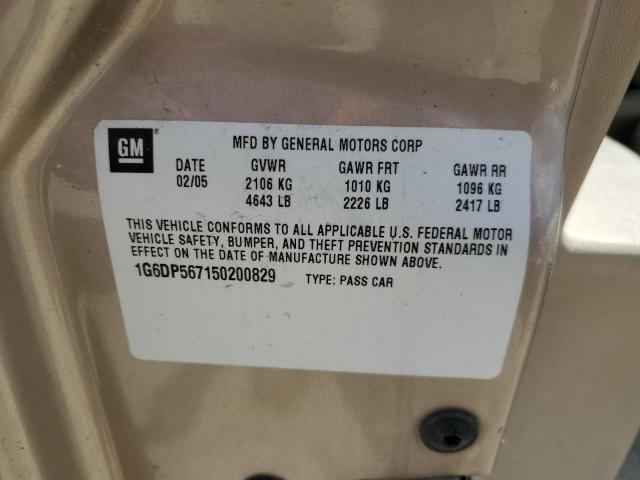 GM
MFD BY GENERAL MOTORS CORP
DATE GVWR GAWR FRT GAWR RR
02/05 2106 KG 1010 KG 1096 KG
4643 LB 2226 LB 2417 LB
THIS VEHICLE CONFORMS TO ALL APPLICABLE U.S. FEDERAL MOTOR
VEHICLE SAFETY, BUMPER, AND THEFT PREVENTION STANDARDS IN
EFFECT ON THE DATE OF MANUFACTURE SHOWN ABOVE.
1G6DP567150200829 TYPE: PASS CAR